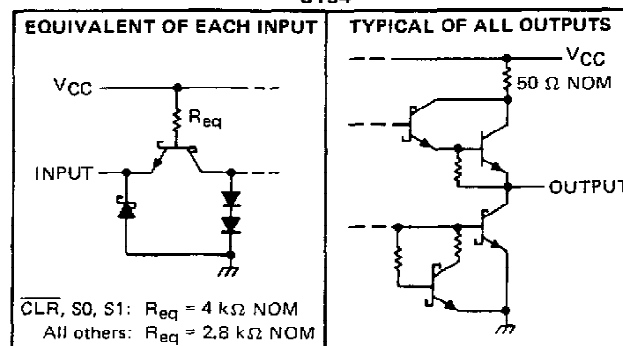 EQUIVALENT OF EACH INPUT
VCC
Req
INPUT
CLR, S0, S1: Req = 4 kΩ NOM
All others: Req = 2.8 kΩ NOM
TYPICAL OF ALL OUTPUTS
VCC
50 Ω NOM
OUTPUT